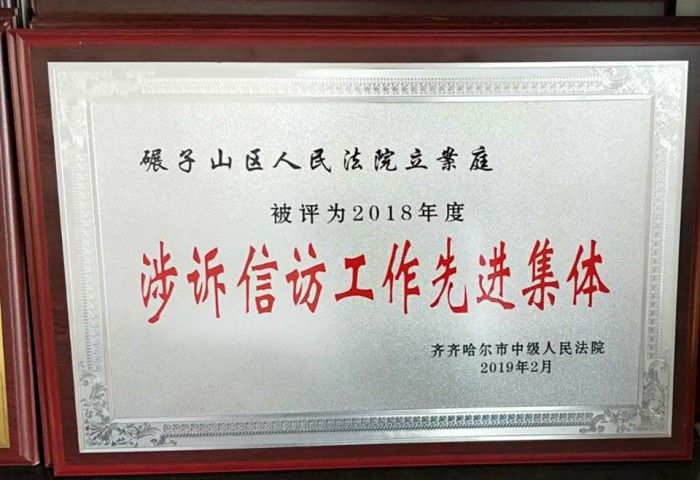 碾子山区人民法院立案庭
被评为2018年度
涉诉信访工作先进集体
齐齐哈尔市中级人民法院
2019年2月